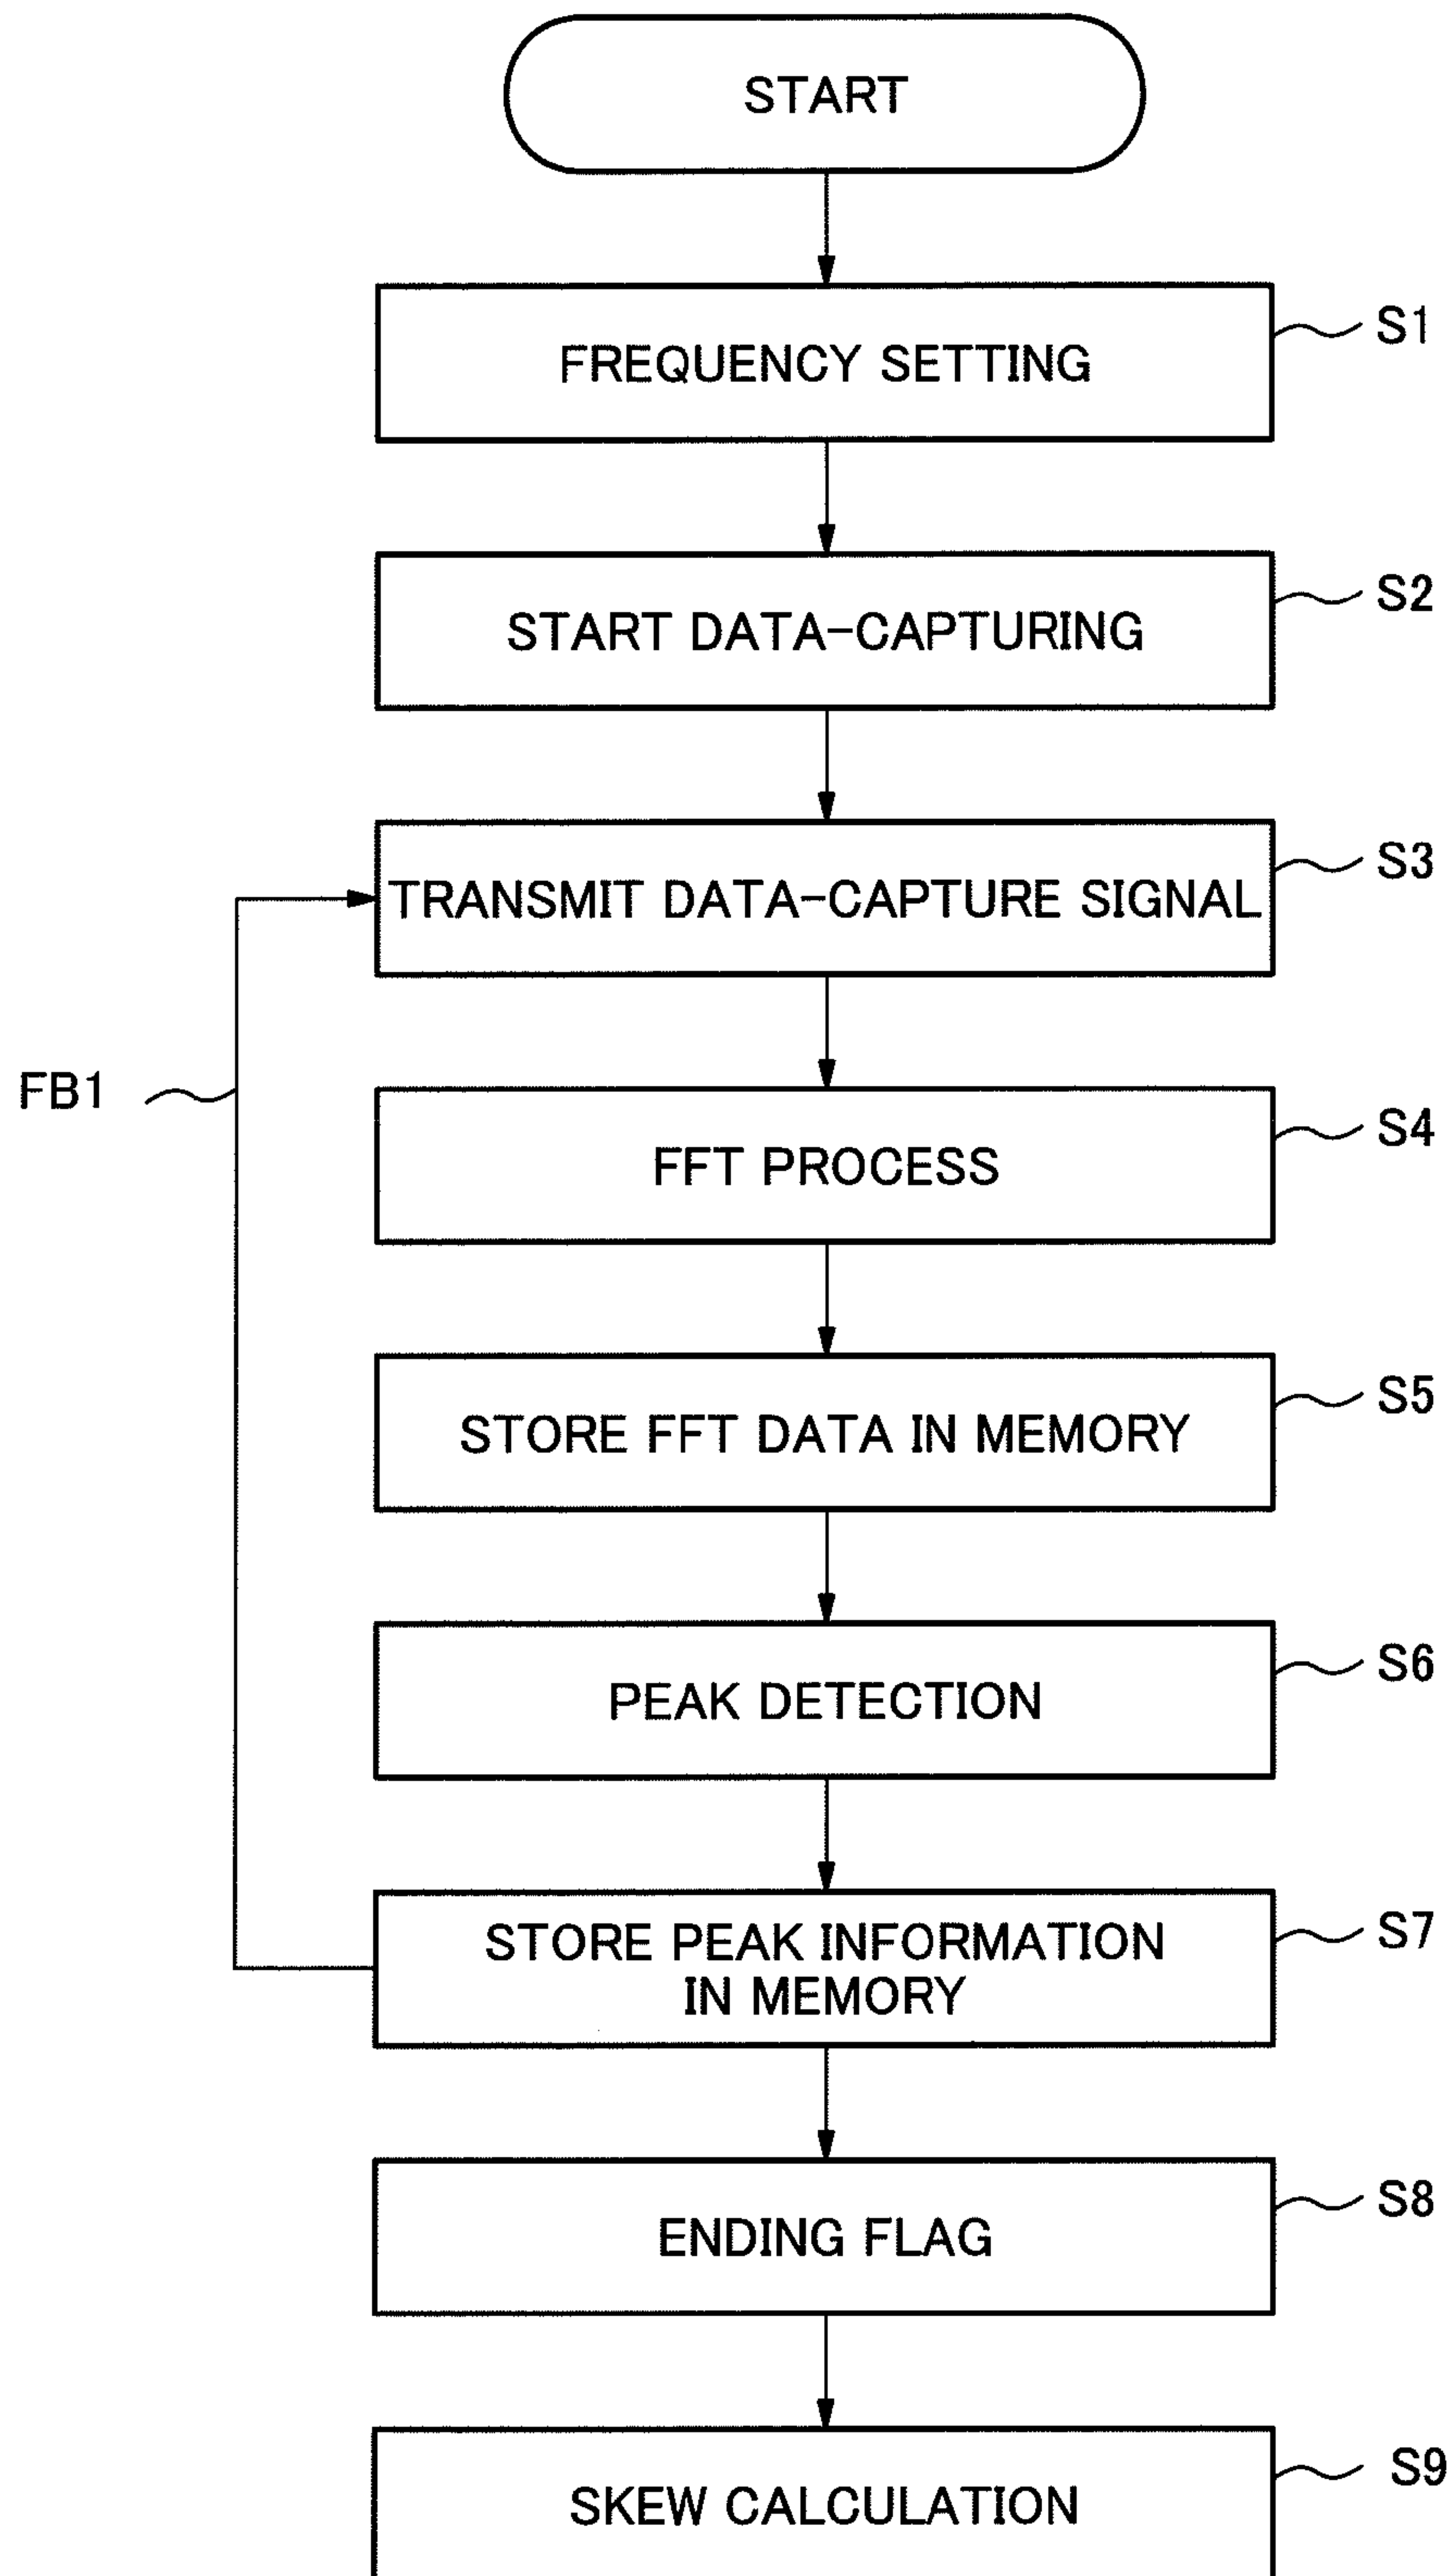 START
FREQUENCY SETTING
S1
START DATA-CAPTURING
S2
TRANSMIT DATA-CAPTURE SIGNAL
S3
FB1
FFT PROCESS
S4
STORE FFT DATA IN MEMORY
S5
PEAK DETECTION
S6
STORE PEAK INFORMATION
IN MEMORY
S7
ENDING FLAG
S8
SKEW CALCULATION
S9